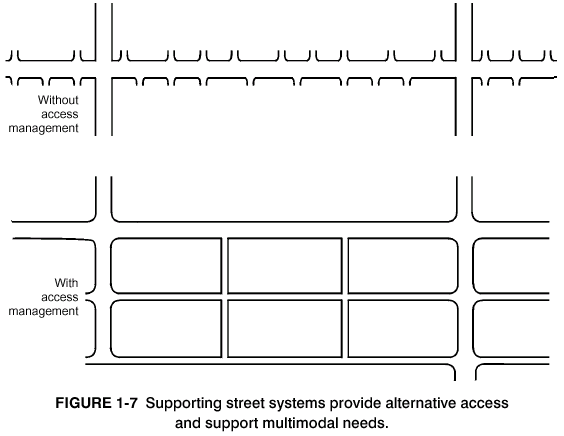 Without
access
management
With
access
management
FIGURE 1-7 Supporting street systems provide alternative access
and support multimodal needs.